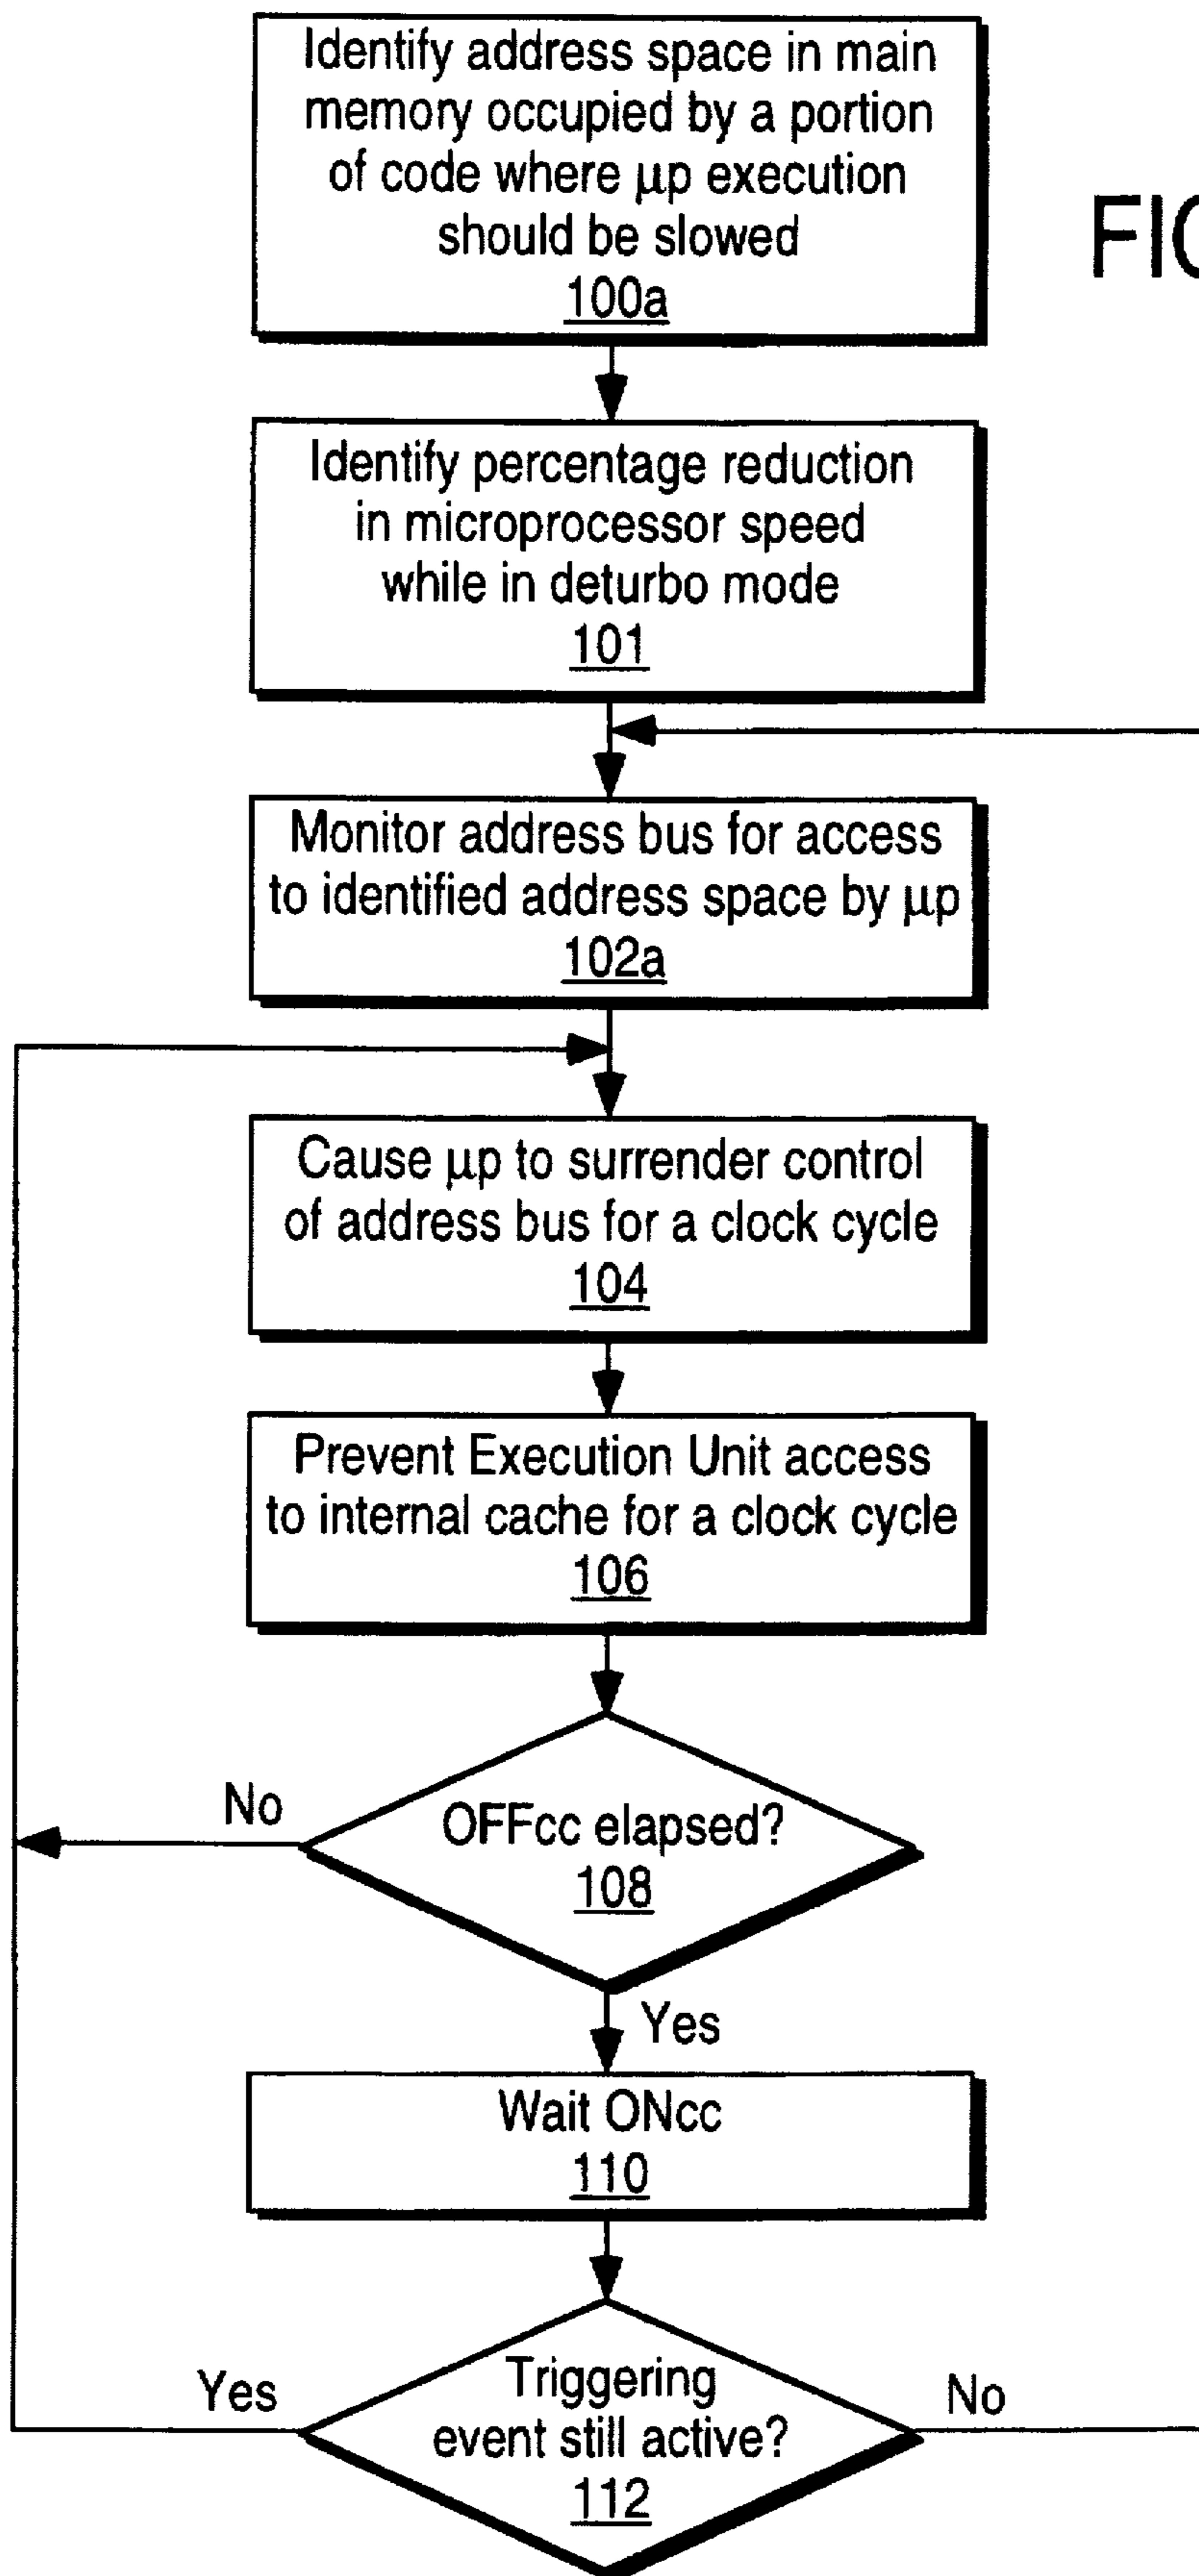 Identify address space in main
memory occupied by a portion
of code where μp execution
should be slowed
100a
FIG
Identify percentage reduction
in microprocessor speed
while in deturbo mode
101
Monitor address bus for access
to identified address space by μp
102a
Cause μp to surrender control
of address bus for a clock cycle
104
Prevent Execution Unit access
to internal cache for a clock cycle
106
No
OFFcc elapsed?
108
Yes
Wait ONcc
110
Yes
Triggering
event still active?
112
No